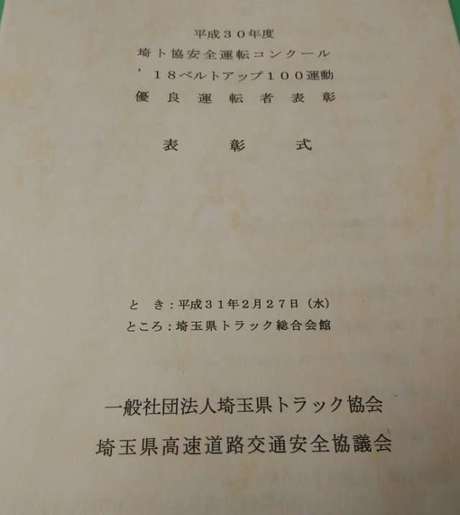 平成３０年度
埼ト協安全運転コンクール
’１８ベルトアップ１００運動
優良運転者表彰
表彰式
とき：平成３１年２月２７日（水）
ところ：埼玉県トラック総合会館
一般社団法人埼玉県トラック協会
埼玉県高速道路交通安全協議会